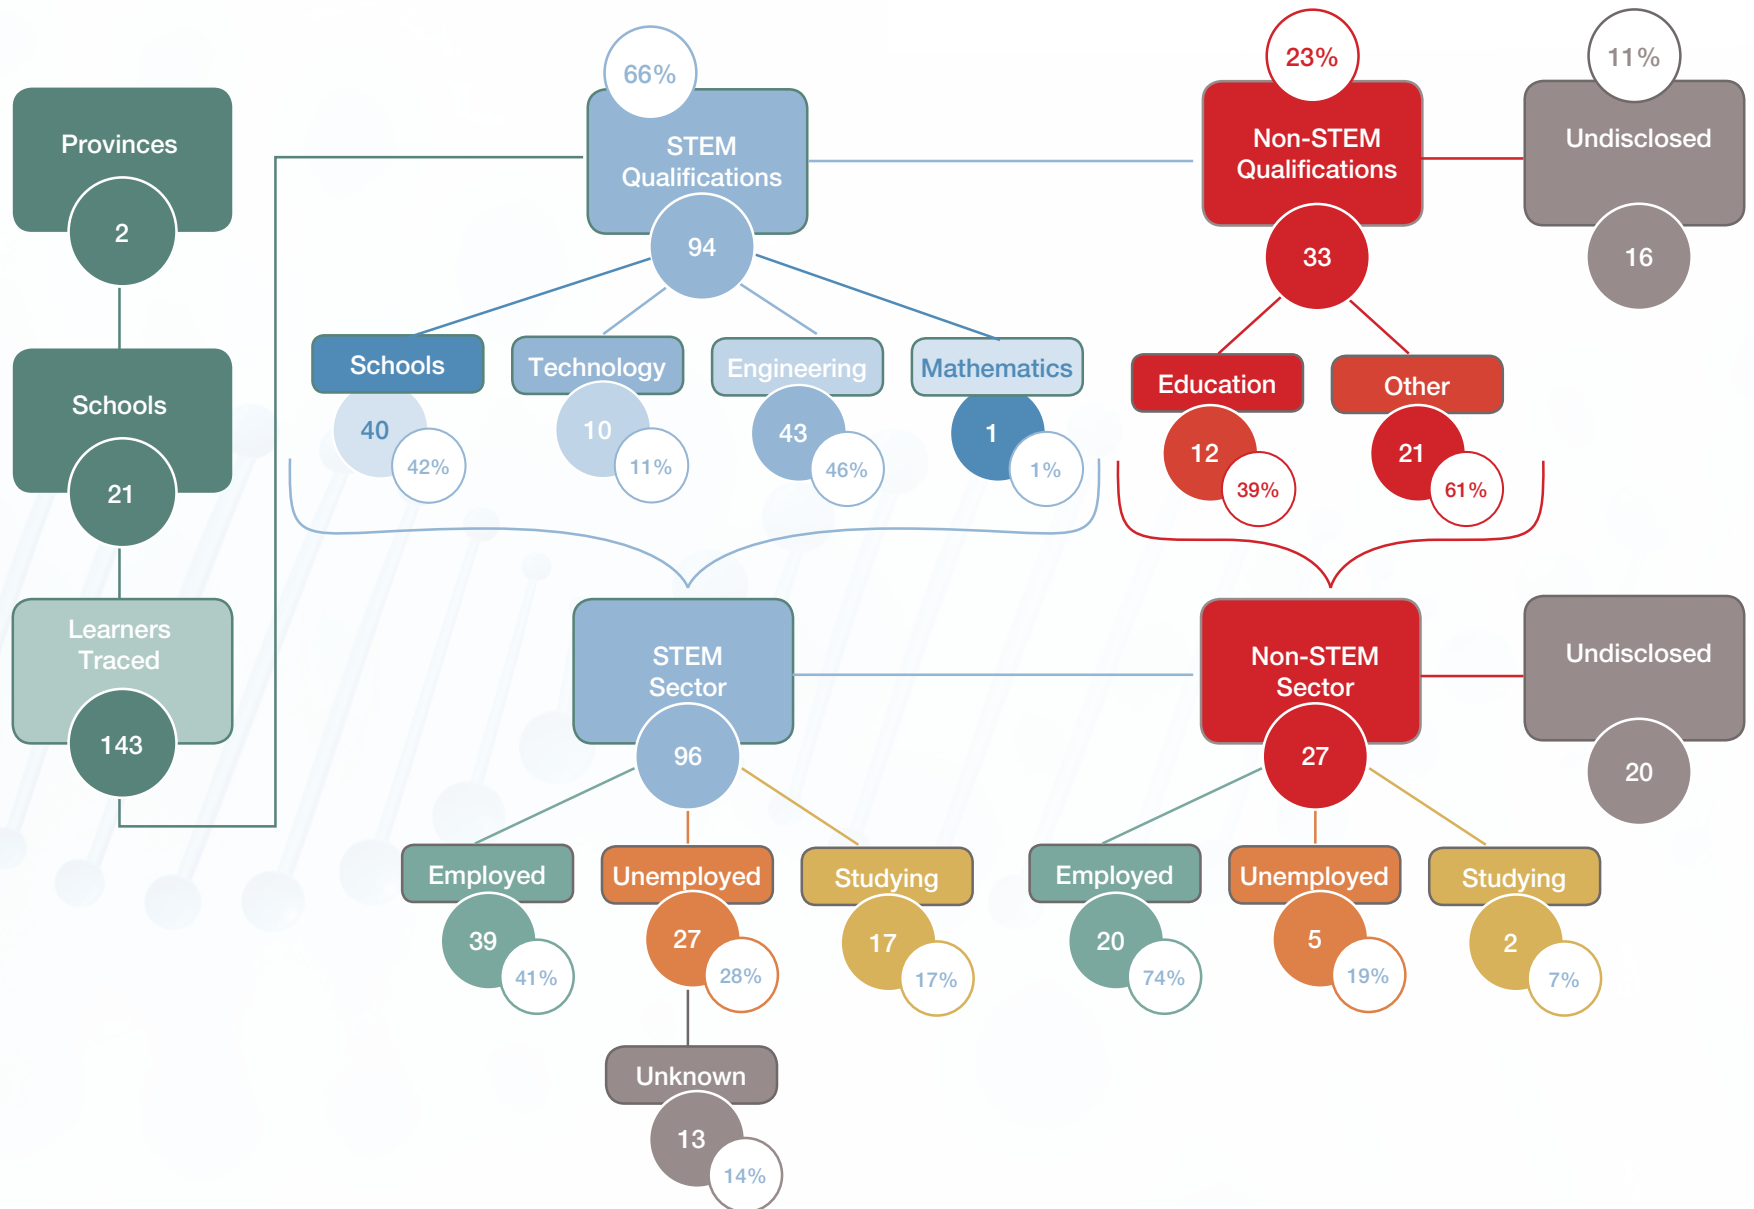 Provinces
2
Schools
21
Learners
Traced
143
66%
STEM
Qualifications
94
Schools
40
42%
Technology
10
11%
Engineering
43
46%
Mathematics
1
1%
23%
Non-STEM
Qualifications
33
Education
12
39%
Other
21
61%
11%
Undisclosed
16
STEM
Sector
96
Employed
39
41%
Unemployed
27
28%
Studying
17
17%
Unknown
13
14%
Non-STEM
Sector
27
Employed
20
74%
Unemployed
5
19%
Studying
2
7%
Undisclosed
20